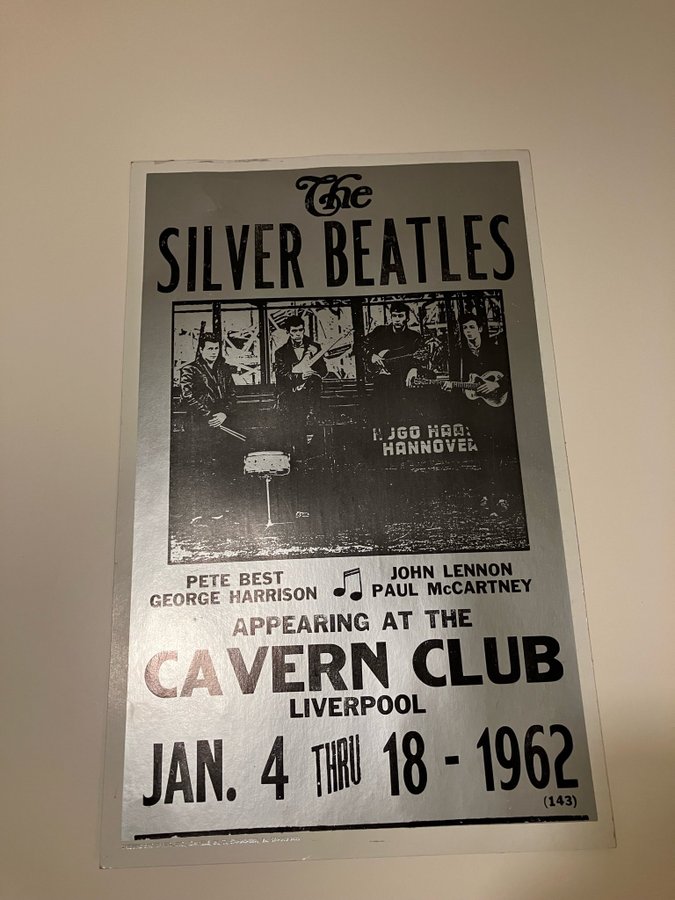 The
SILVER BEATLES
UGO HAA
HANNOVER
PETE BEST
GEORGE HARRISON
JOHN LENNON
PAUL McCARTNEY
APPEARING AT THE
CAVERN CLUB
LIVERPOOL
JAN. 4 THRU 18 - 1962
(143)